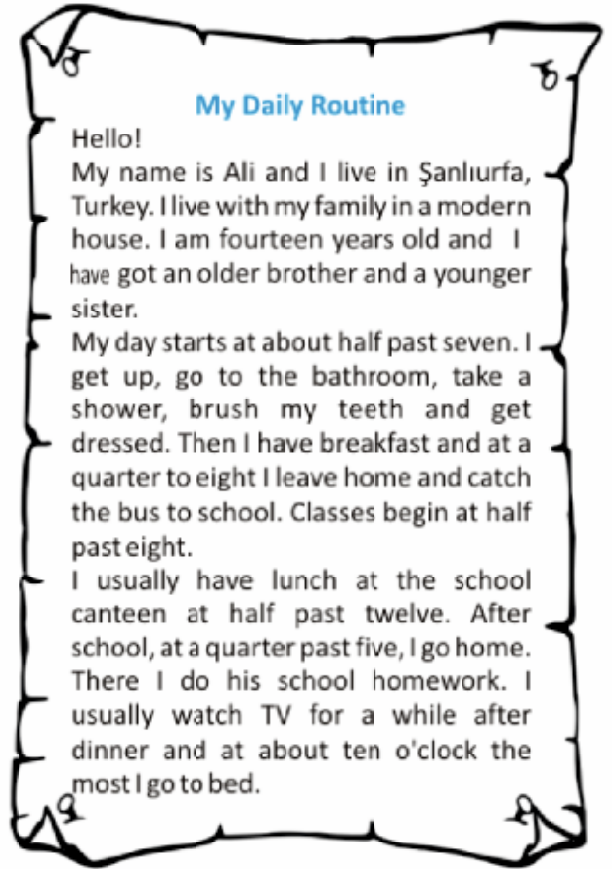 My Daily Routine
Hello!
My name is Ali and I live in Şanlıurfa,
Turkey. I live with my family in a modern
house. I am fourteen years old and I
have got an older brother and a younger
sister.
My day starts at about half past seven. I
get up, go to the bathroom, take a
shower, brush my teeth and get
dressed. Then I have breakfast and at a
quarter to eight I leave home and catch
the bus to school. Classes begin at half
past eight.
I usually have lunch at the school
canteen at half past twelve. After
school, at a quarter past five, I go home.
There I do his school homework. I
usually watch TV for a while after
dinner and at about ten o'clock the
most I go to bed.